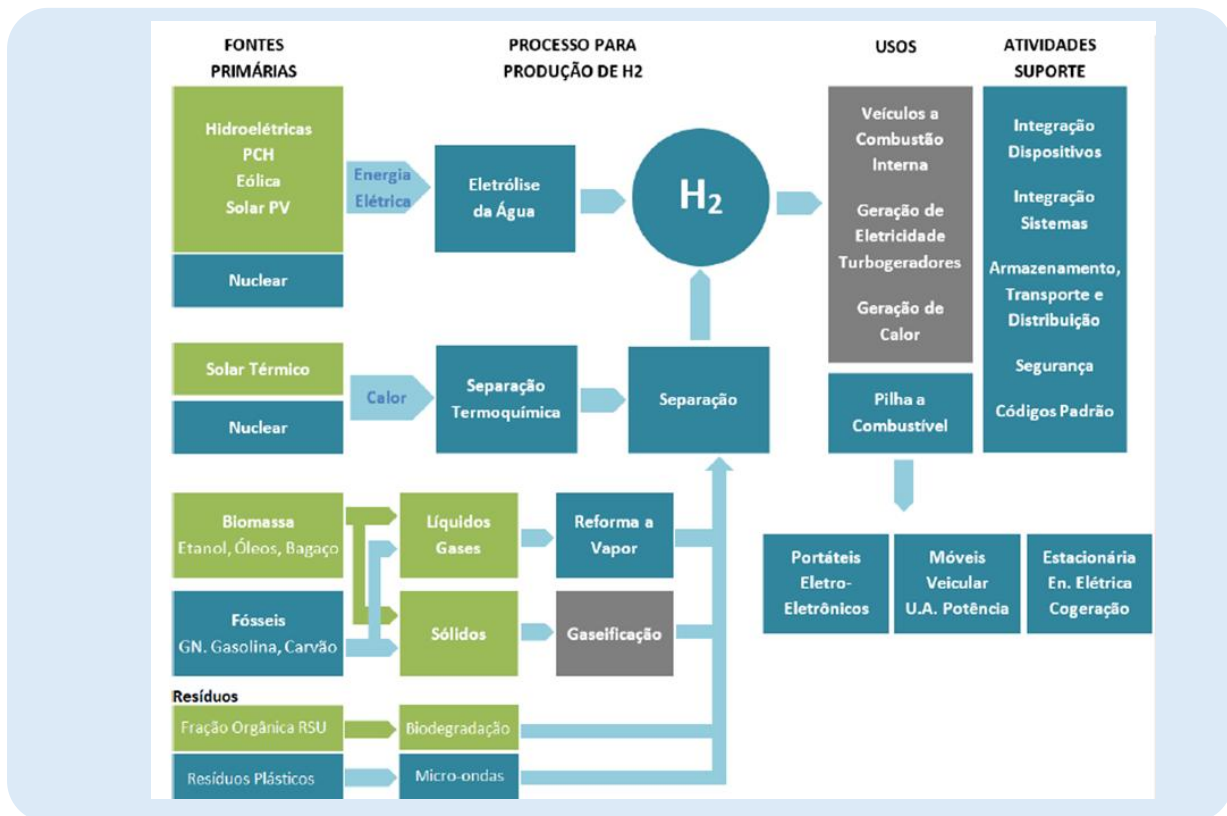 FONTES
PRIMÁRIAS
PROCESSO PARA
PRODUÇÃO DE H2
USOS
ATIVIDADES
SUPORTE
Hidroelétricas
PCH
Eólica
Solar PV
Nuclear
Energia
Elétrica
Eletrólise
da Água
H2
Veículos a
Combustão
Interna
Geração de
Eletricidade
Turbogeradores
Geração de
Calor
Pilha a
Combustível
Integração
Dispositivos
Integração
Sistemas
Armazenamento,
Transporte e
Distribuição
Segurança
Códigos Padrão
Solar Térmico
Nuclear
Calor
Separação
Termoquímica
Separação
Biomassa
Etanol, Óleos, Bagaço
Líquidos
Gases
Reforma a
Vapor
Fósseis
GN. Gasolina, Carvão
Sólidos
Gaseificação
Portáteis
Eletro-
Eletrônicos
Móveis
Veicular
U.A. Potência
Estacionária
En. Elétrica
Cogeração
Resíduos
Fração Orgânica RSU
Biodegradação
Resíduos Plásticos
Micro-ondas